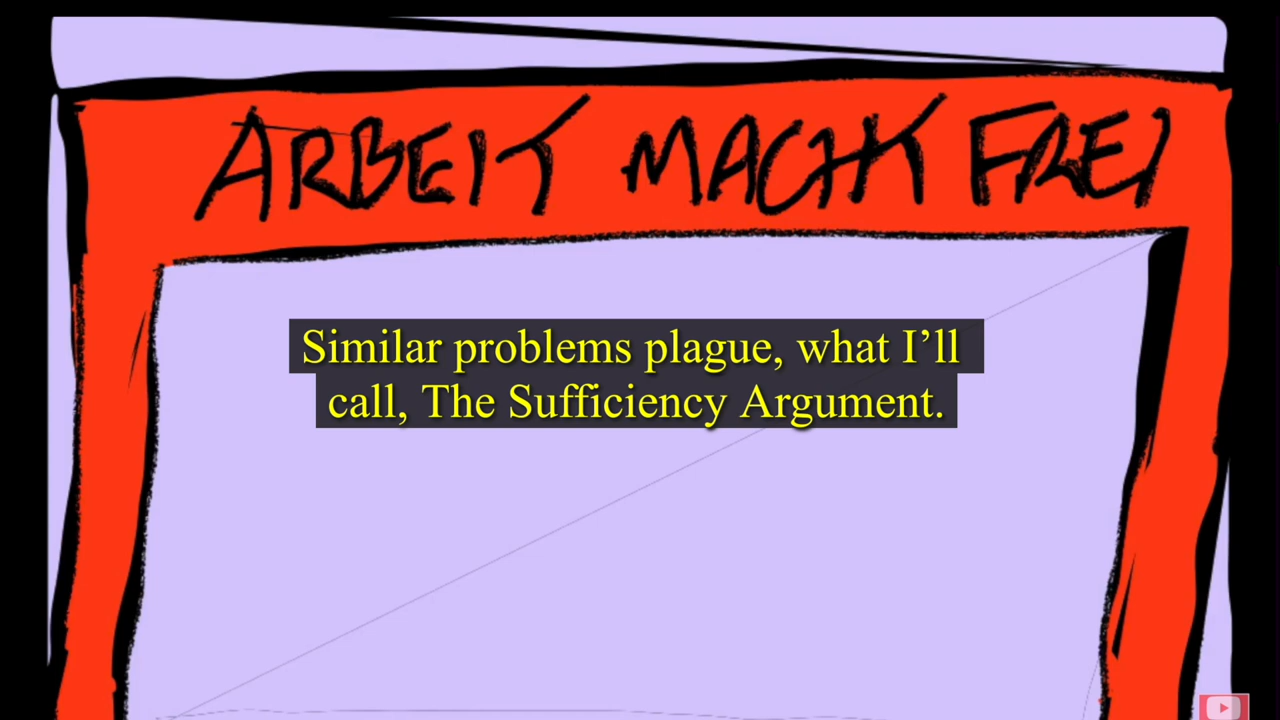 ARBEIT MACHT FREI
Similar problems plague, what I’ll
call, The Sufficiency Argument.